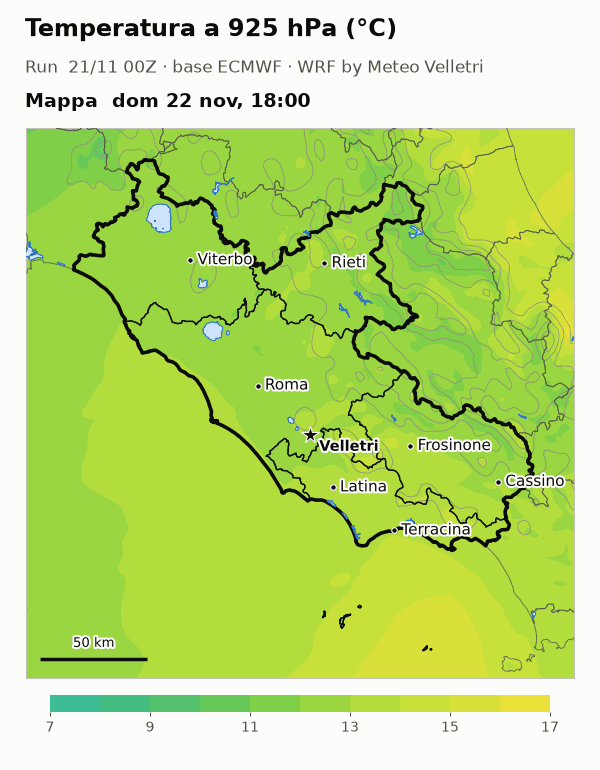 Temperatura a 925 hPa (°C)
Run  21/11 00Z · base ECMWF · WRF by Meteo Velletri
Mappa  dom 22 nov, 18:00
Viterbo
Rieti
Roma
Velletri
Frosinone
Latina
Cassino
Terracina
50 km
7 9 11 13 15 17